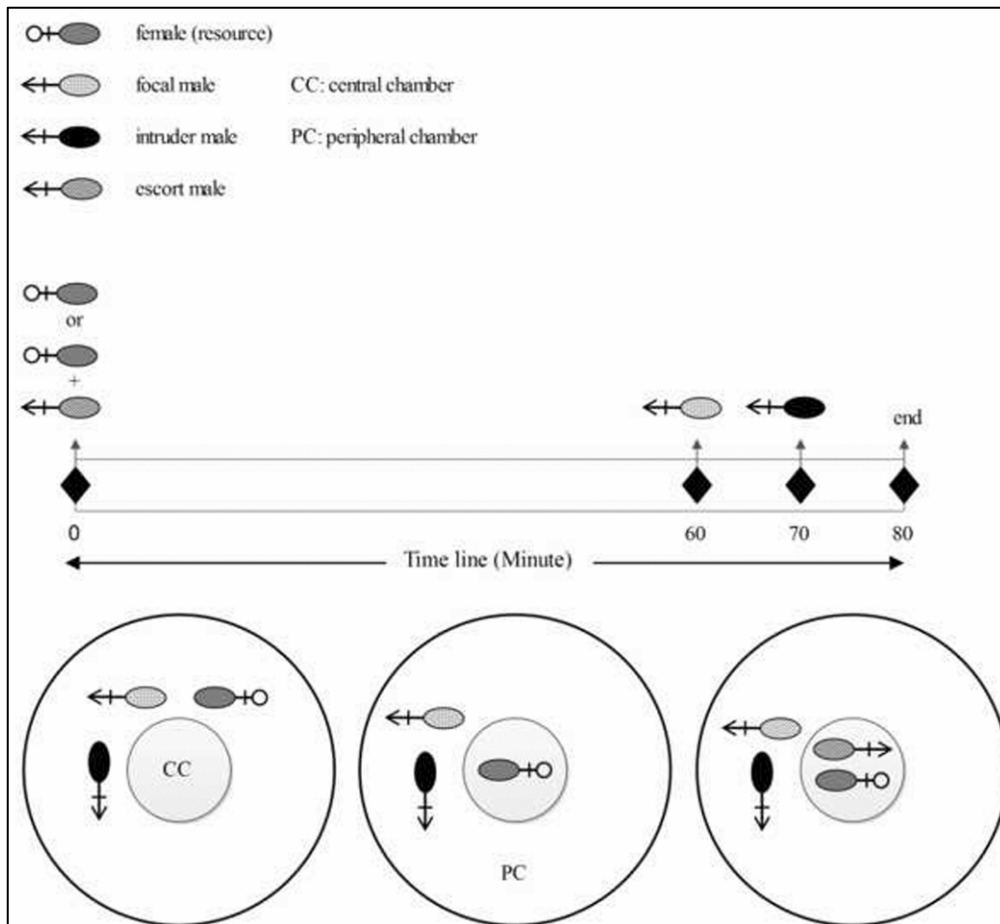 female (resource)
focal male CC: central chamber
intruder male PC: peripheral chamber
escort male
or
+
end
0 60 70 80
Time line (Minute)
CC
PC